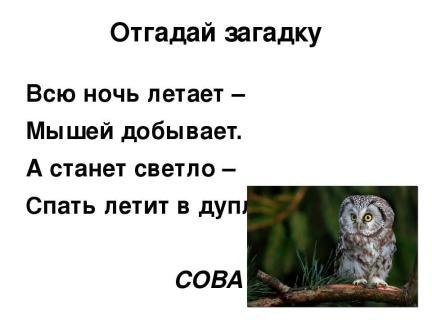 Отгадай загадку
Всю ночь летает –
Мышей добывает.
А станет светло –
Спать летит в
СОВА